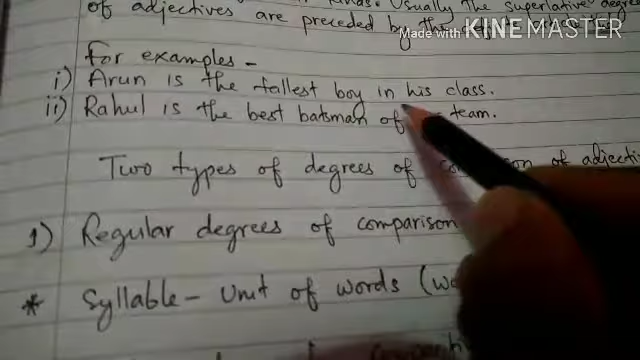 of adjectives are preceded by the
Made with KINEMASTER
For examples -
i) Arun is the tallest boy in his class.
ii) Rahul is the best batsman of team.
Two types of degrees of of
1) Regular degrees of comparison
* Syllable - Unit of words